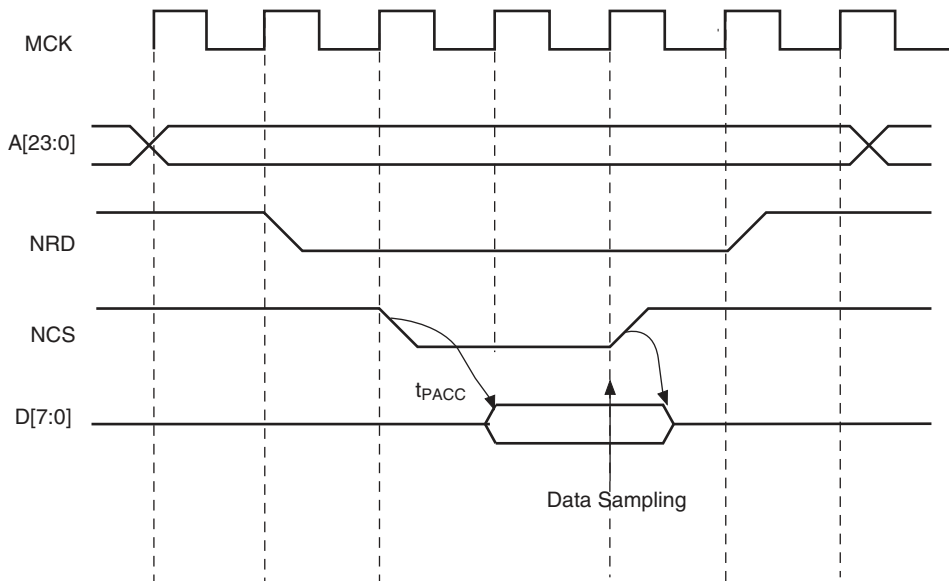 MCK
A[23:0]
NRD
NCS
tPACC
D[7:0]
Data Sampling